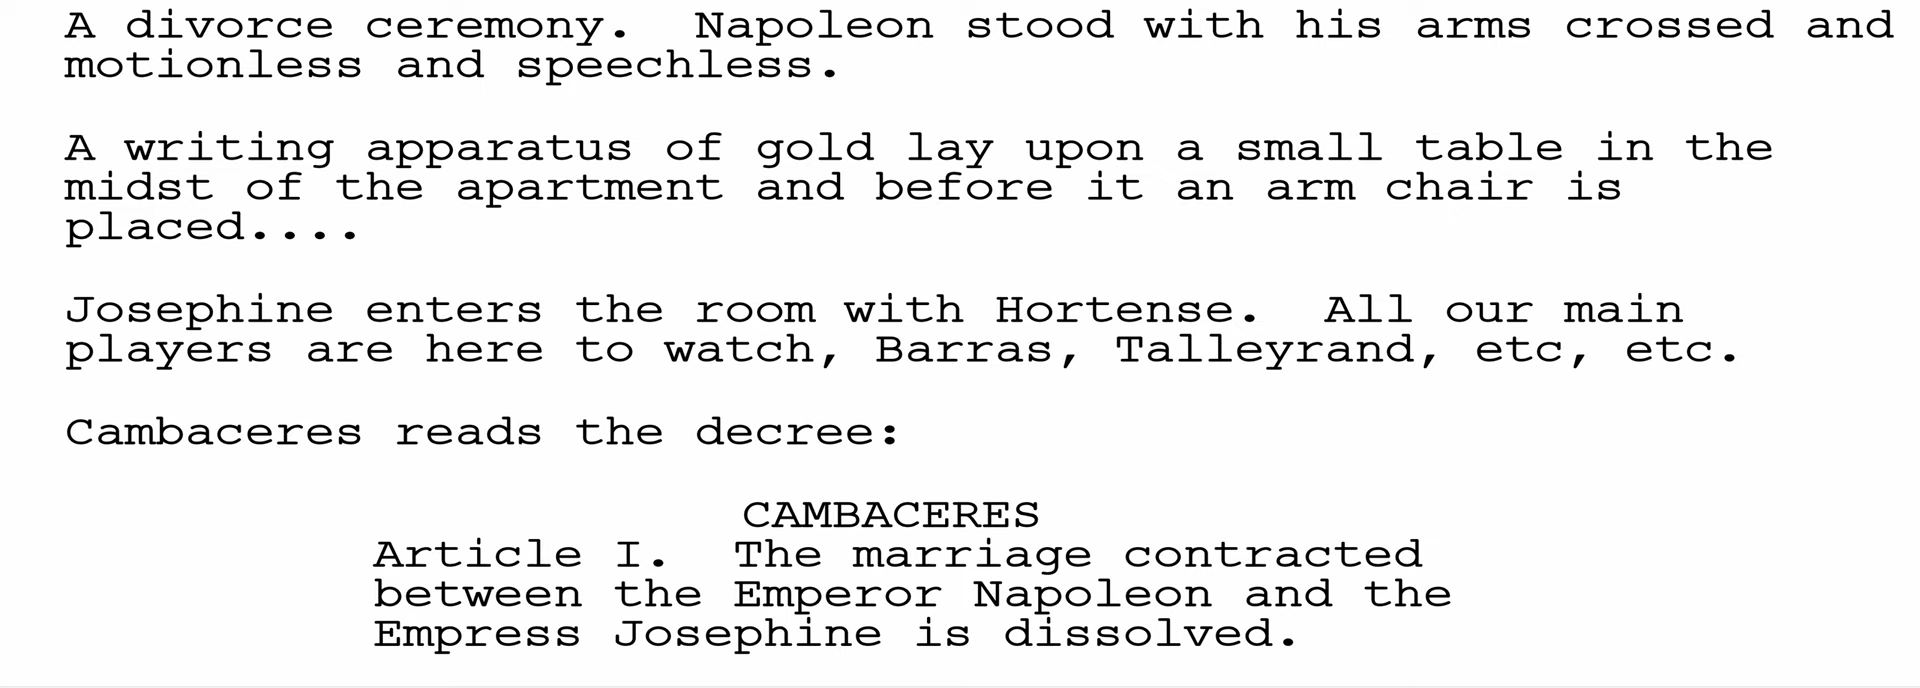 A divorce ceremony.  Napoleon stood with his arms crossed and
motionless and speechless.
A writing apparatus of gold lay upon a small table in the
midst of the apartment and before it an arm chair is
placed....
Josephine enters the room with Hortense.  All our main
players are here to watch, Barras, Talleyrand, etc, etc.
Cambaceres reads the decree:
CAMBACERES
Article I.  The marriage contracted
between the Emperor Napoleon and the
Empress Josephine is dissolved.